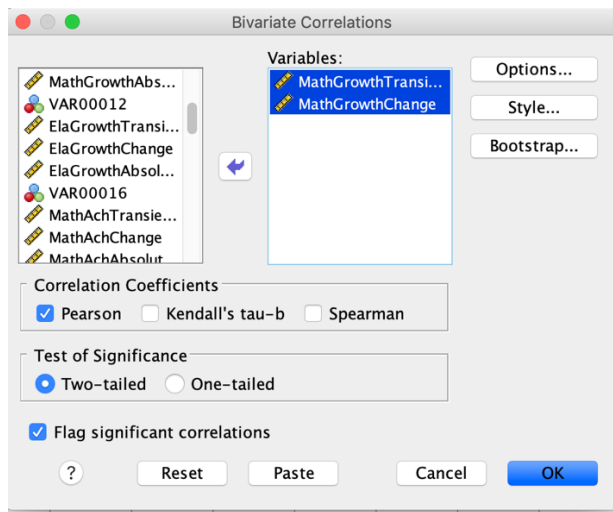 Bivariate Correlations
Variables:
MathGrowthAbs...
VAR00012
ElaGrowthTransi...
ElaGrowthChange
ElaGrowthAbsol...
VAR00016
MathAchTransie...
MathAchChange
MathAchAbsolut
MathGrowthTransi...
MathGrowthChange
Options...
Style...
Bootstrap...
Correlation Coefficients
Pearson Kendall's tau-b Spearman
Test of Significance
Two-tailed One-tailed
Flag significant correlations
? Reset Paste Cancel OK